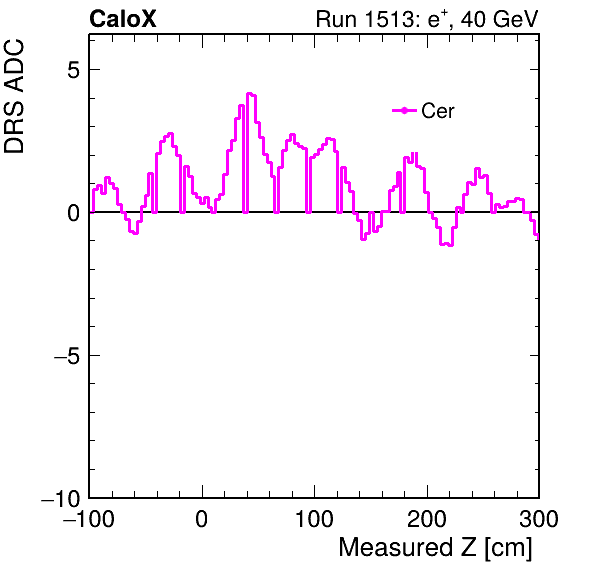 CaloX
Run 1513: e⁺, 40 GeV
DRS ADC
Cer
5
0
−5
−10
−100 0 100 200 300
Measured Z [cm]